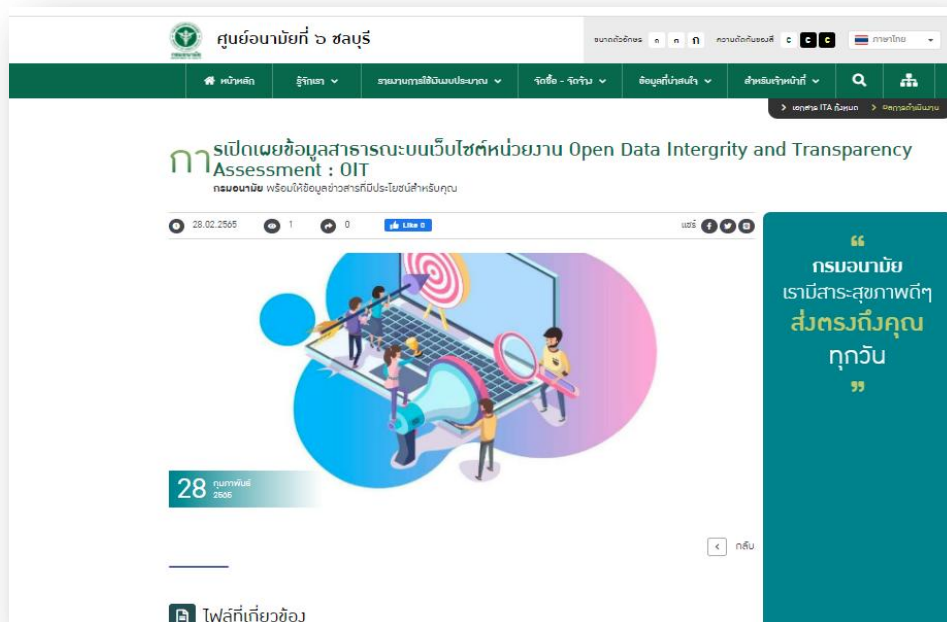 ศูนย์อนามัยที่ ๖ ชลบุรี
ขนาดตัวอักษร ก ก ก ความตัดกันของสี C C C ภาษาไทย
หน้าหลัก รู้จักเรา รายงานการใช้เงินงบประมาณ จัดซื้อ - จัดจ้าง ข้อมูลที่น่าสนใจ สำหรับเจ้าหน้าที่
เอกสาร ITA ทั้งหมด ผลการดำเนินงาน
การเปิดเผยข้อมูลสาธารณะบนเว็บไซต์หน่วยงาน Open Data Intergrity and Transparency
Assessment : OIT
กรมอนามัย พร้อมให้ข้อมูลข่าวสารที่มีประโยชน์สำหรับคุณ
28.02.2565 1 0 Like 0 แชร์
“
กรมอนามัย
เรามีสาระสุขภาพดีๆ
ส่งตรงถึงคุณ
ทุกวัน
”
28 กุมภาพันธ์
2565
กลับ
ไฟล์ที่เกี่ยวข้อง